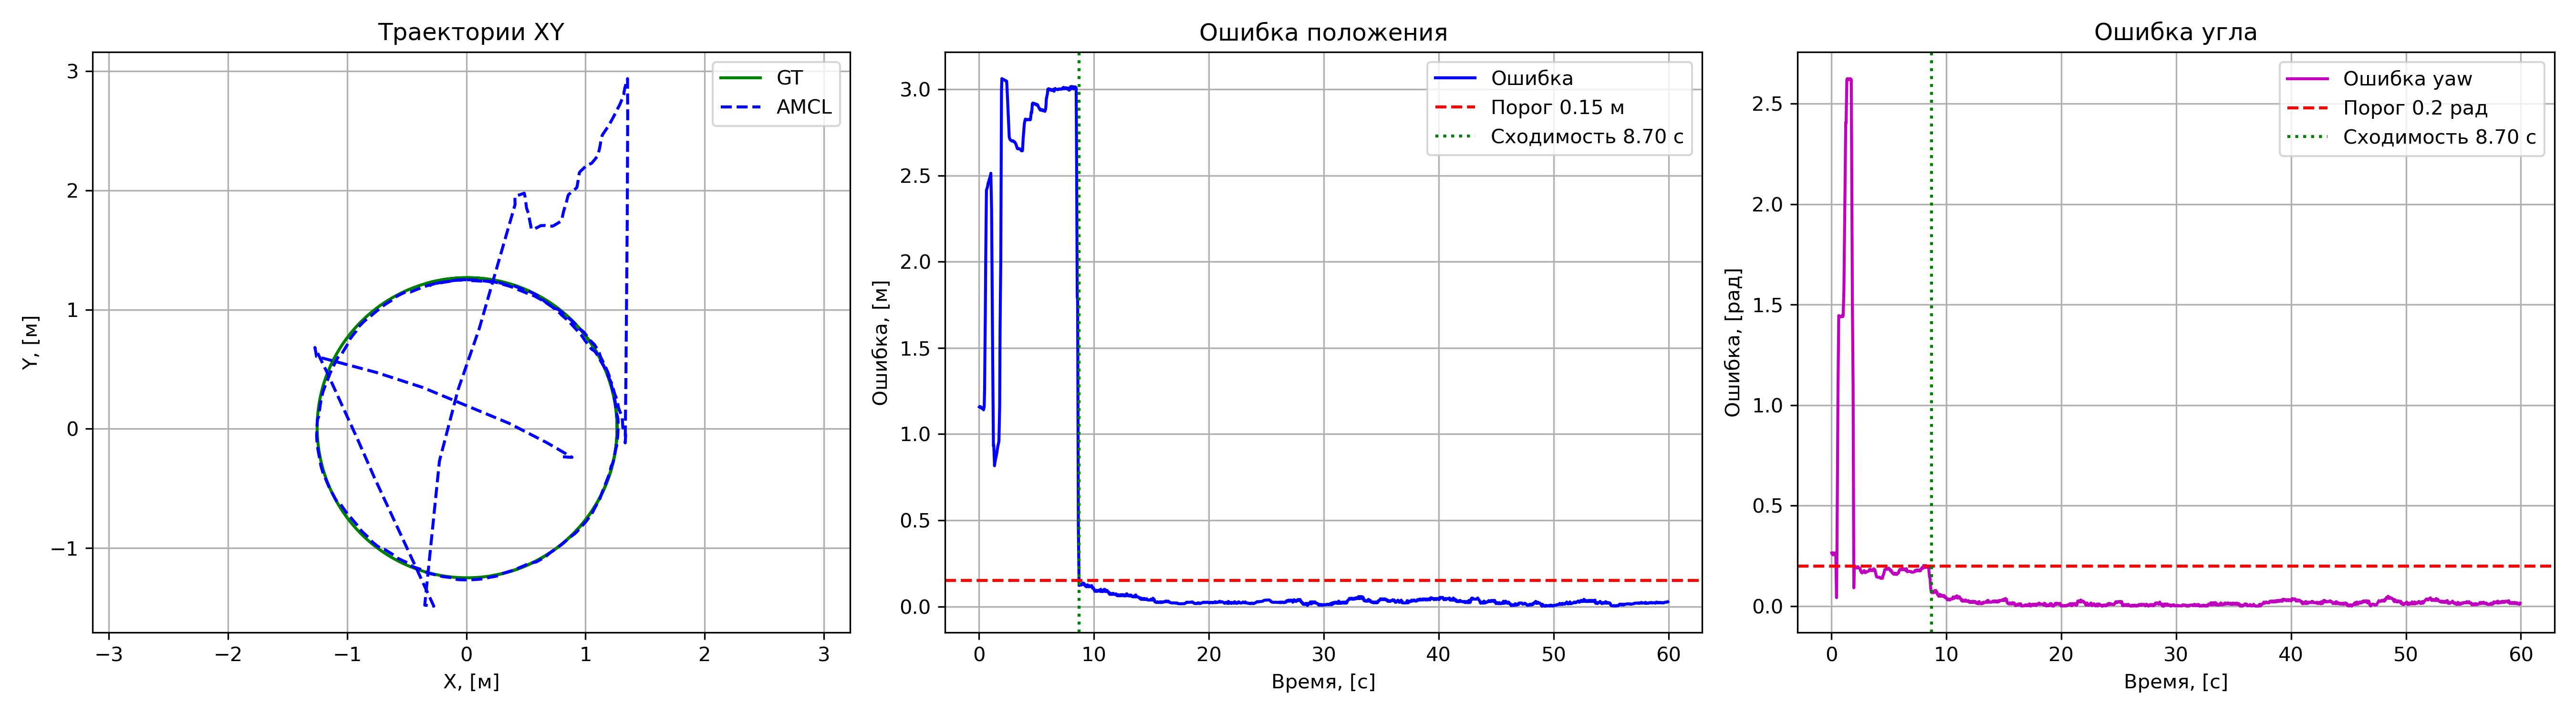 Траектории XY
GT
AMCL
3
2
1
0
−1
−3
−2
−1
0
1
2
3
Y, [м]
X, [м]
Ошибка положения
Ошибка
Порог 0.15 м
Сходимость 8.70 с
3.0
2.5
2.0
1.5
1.0
0.5
0.0
0
10
20
30
40
50
60
Ошибка, [м]
Время, [с]
Ошибка угла
Ошибка yaw
Порог 0.2 рад
Сходимость 8.70 с
2.5
2.0
1.5
1.0
0.5
0.0
0
10
20
30
40
50
60
Ошибка, [рад]
Время, [с]